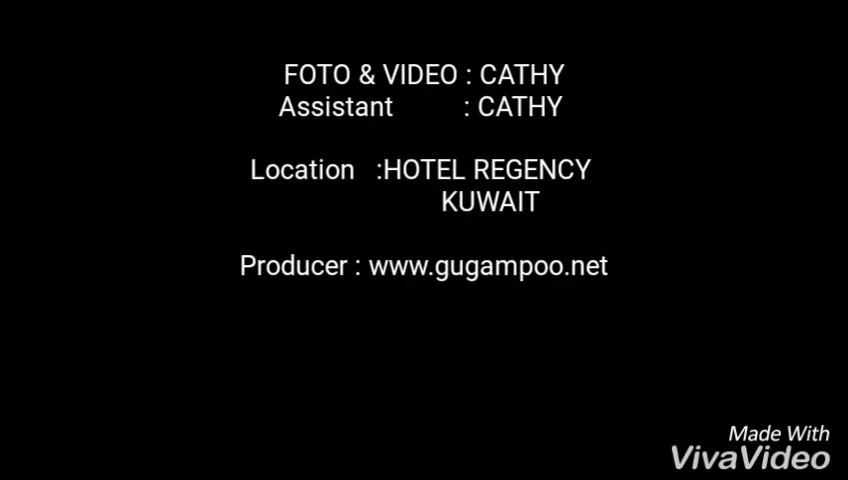 FOTO & VIDEO : CATHY
Assistant : CATHY
Location :HOTEL REGENCY
KUWAIT
Producer : www.gugampoo.net
Made With
VivaVideo